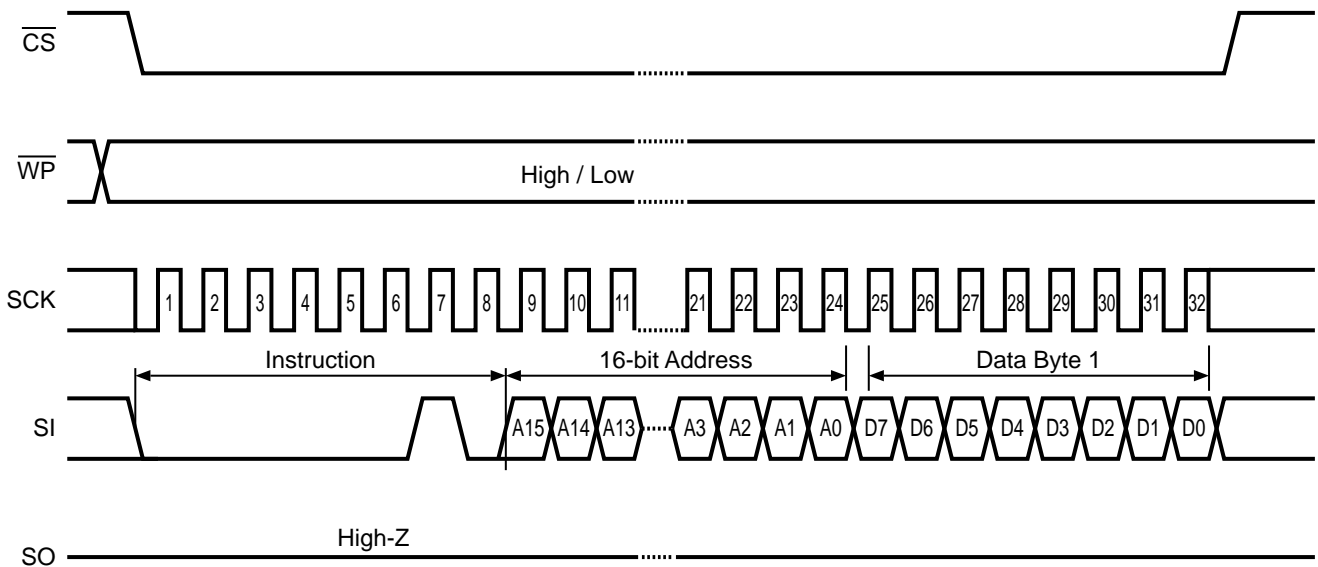 C̅S̅
W̅P̅
High / Low
SCK
1 2 3 4 5 6 7 8 9 10 11 21 22 23 24 25 26 27 28 29 30 31 32
Instruction 16-bit Address Data Byte 1
SI
A15 A14 A13 A3 A2 A1 A0 D7 D6 D5 D4 D3 D2 D1 D0
High-Z
SO